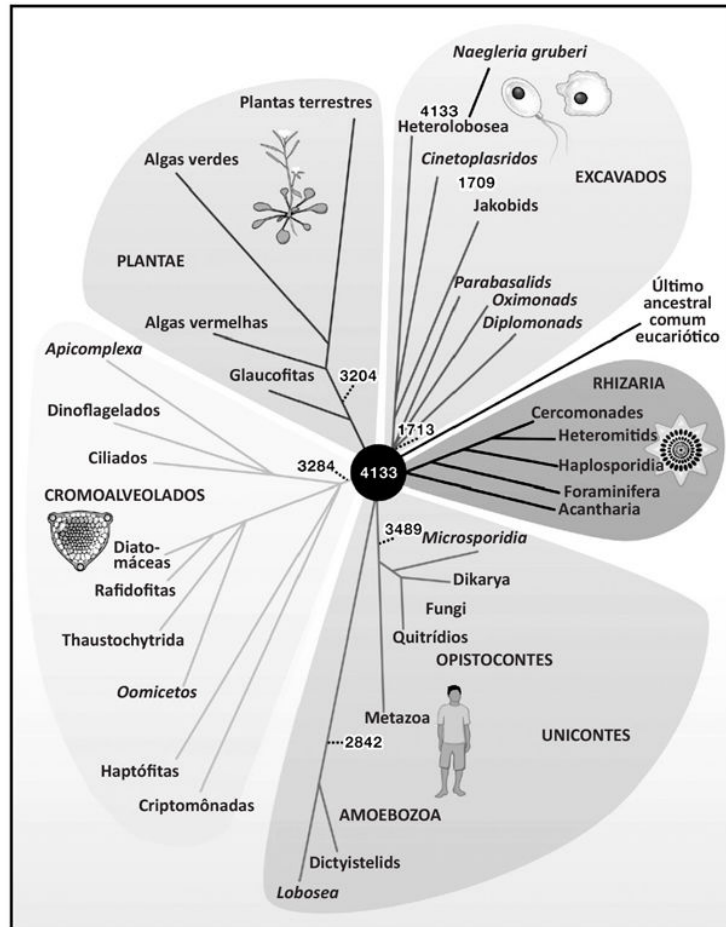 Naegleria gruberi
Plantas terrestres
4133
Heterolobosea
Algas verdes
Cinetoplasridos
1709
EXCAVADOS
Jakobids
PLANTAE
Parabasalids
Oximonads
Diplomonads
Último
ancestral
comum
eucariótico
Algas vermelhas
Apicomplexa
Glaucofitas
3204
RHIZARIA
Dinoflagelados
1713
Cercomonades
Heteromitids
Ciliados
3284
4133
Haplosporidia
CROMOALVEOLADOS
Foraminifera
Acantharia
3489
Microsporidia
Diato-
máceas
Rafidofitas
Dikarya
Fungi
Thaustochytrida
Quitrídios
OPISTOCONTES
Oomicetos
Metazoa
UNICONTES
2842
Haptófitas
Criptomônadas
AMOEBOZOA
Dictyistelids
Lobosea